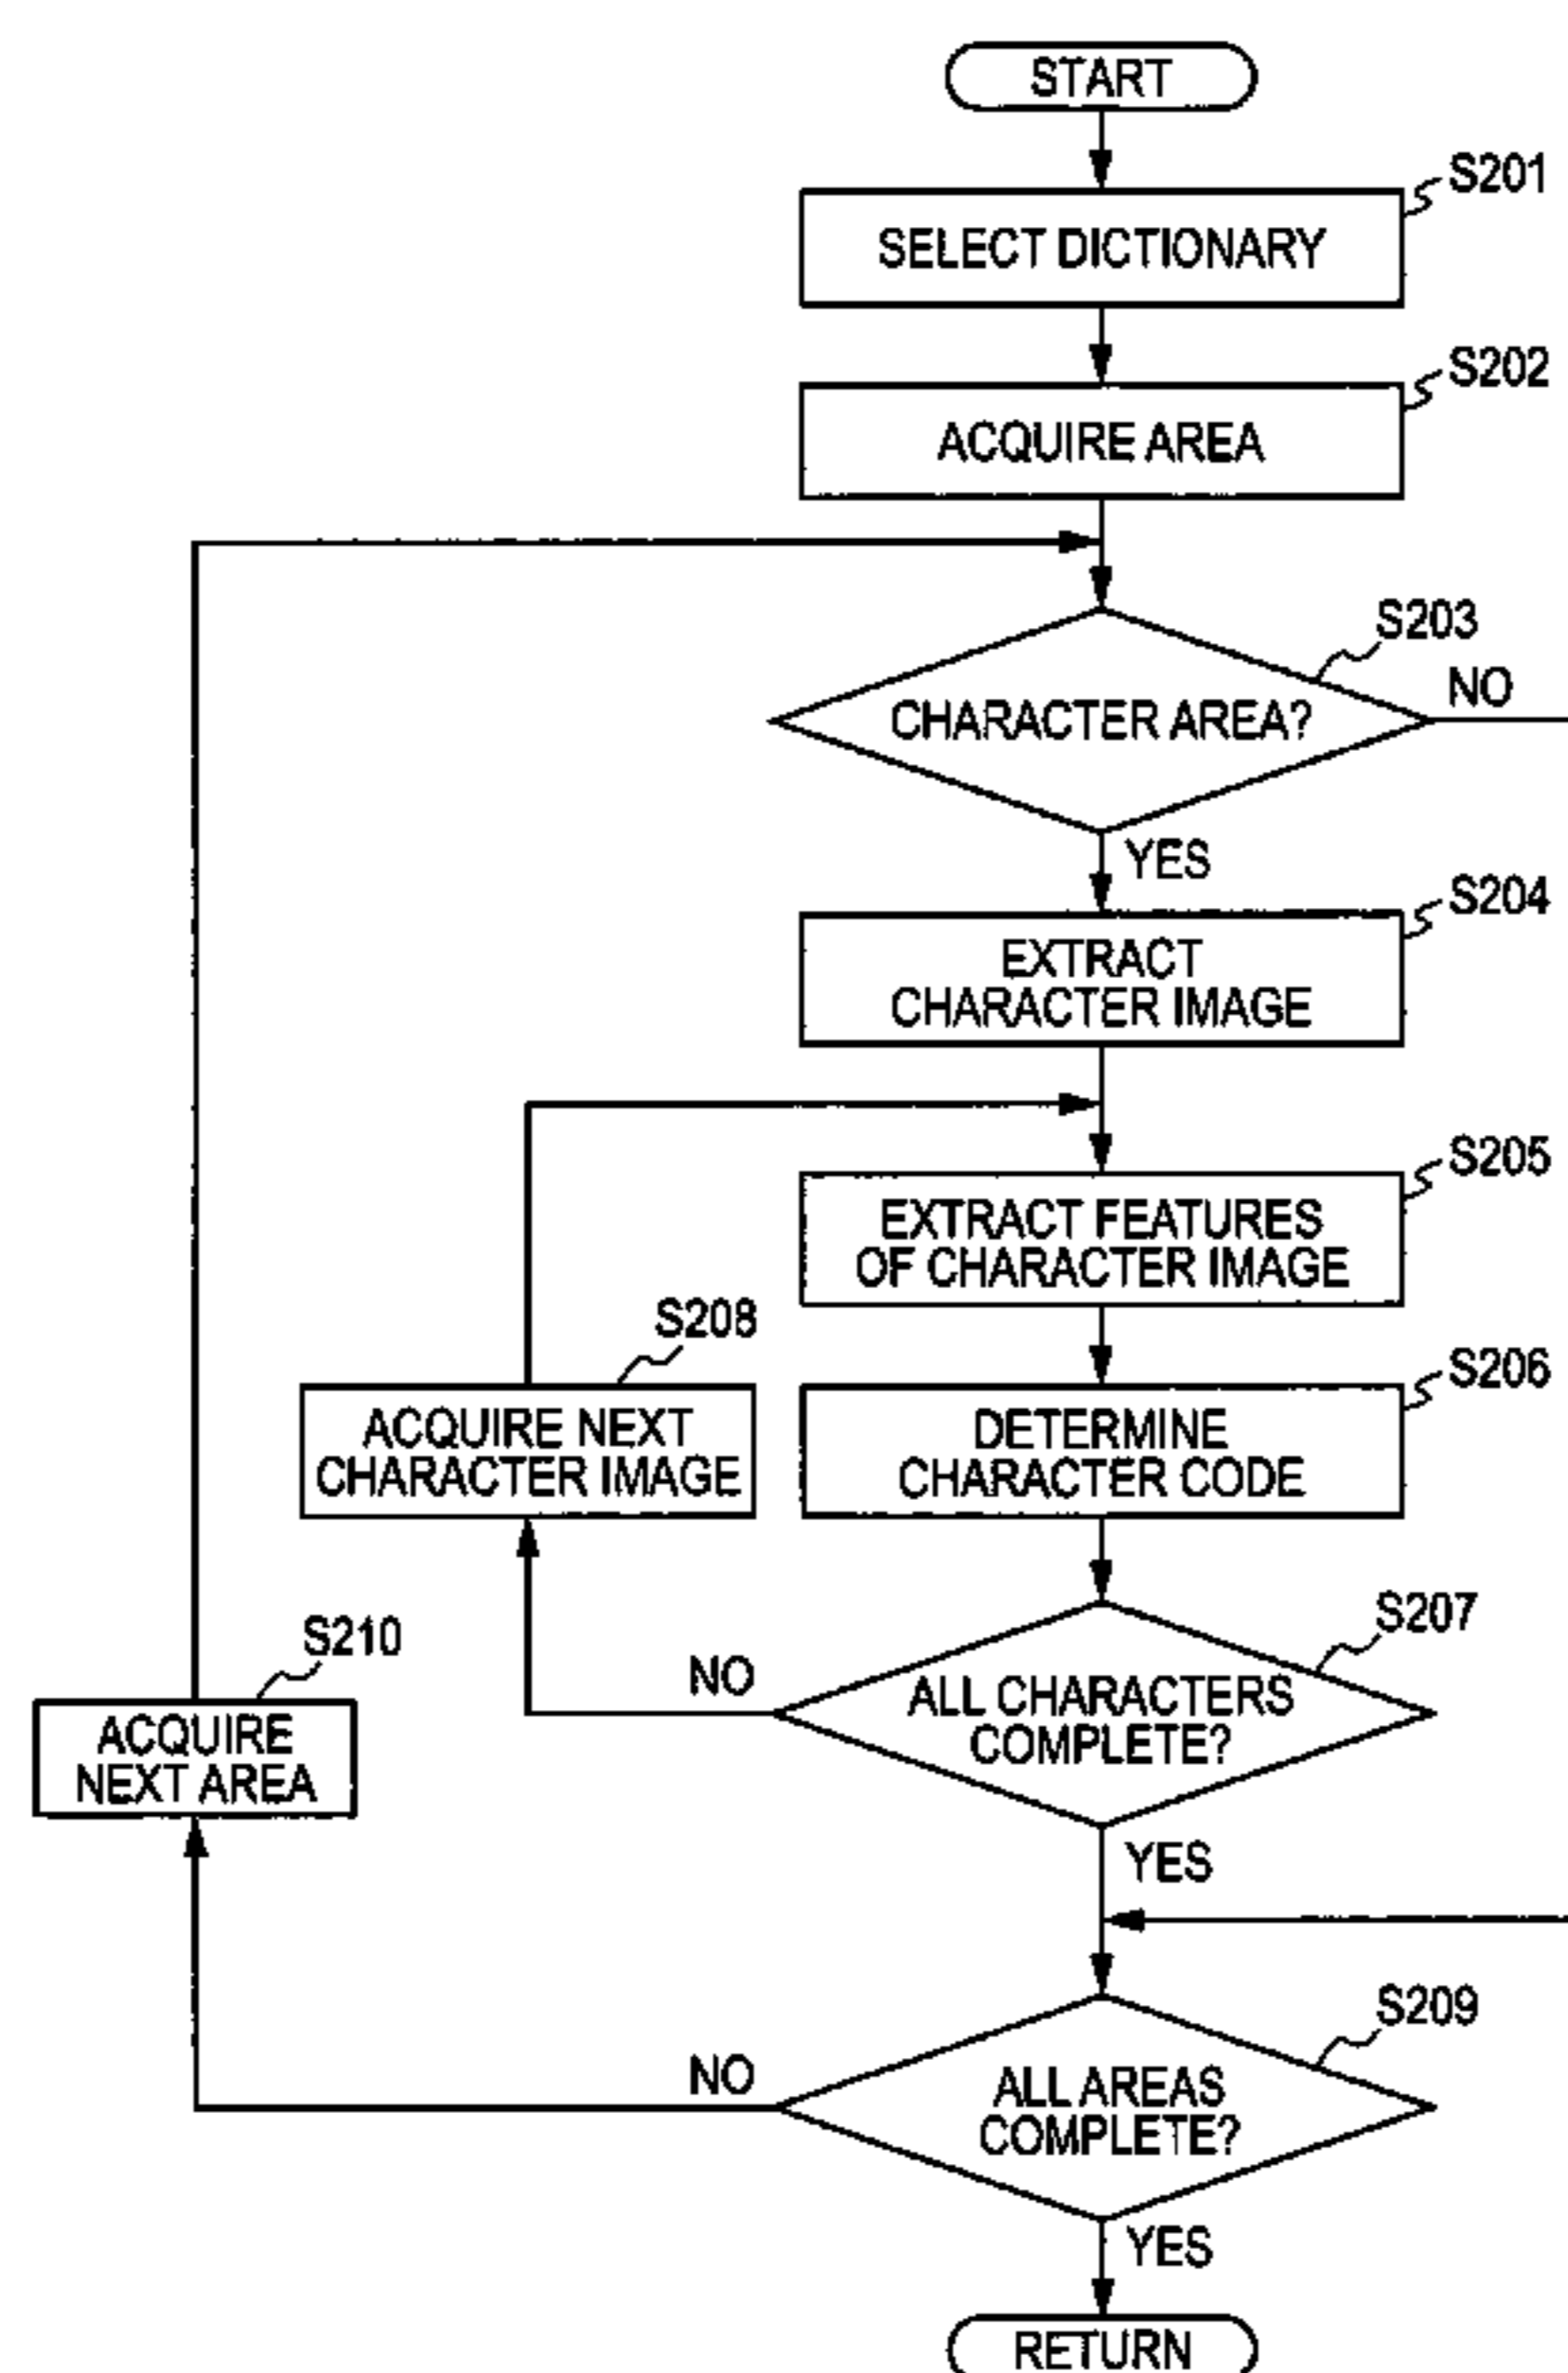 START
S201
SELECT DICTIONARY
S202
ACQUIRE AREA
S203
CHARACTER AREA?
NO
YES
S204
EXTRACT
CHARACTER IMAGE
S205
EXTRACT FEATURES
OF CHARACTER IMAGE
S208
ACQUIRE NEXT
CHARACTER IMAGE
S206
DETERMINE
CHARACTER CODE
S207
ALL CHARACTERS
COMPLETE?
NO
YES
S210
ACQUIRE
NEXT AREA
S209
ALL AREAS
COMPLETE?
NO
YES
RETURN